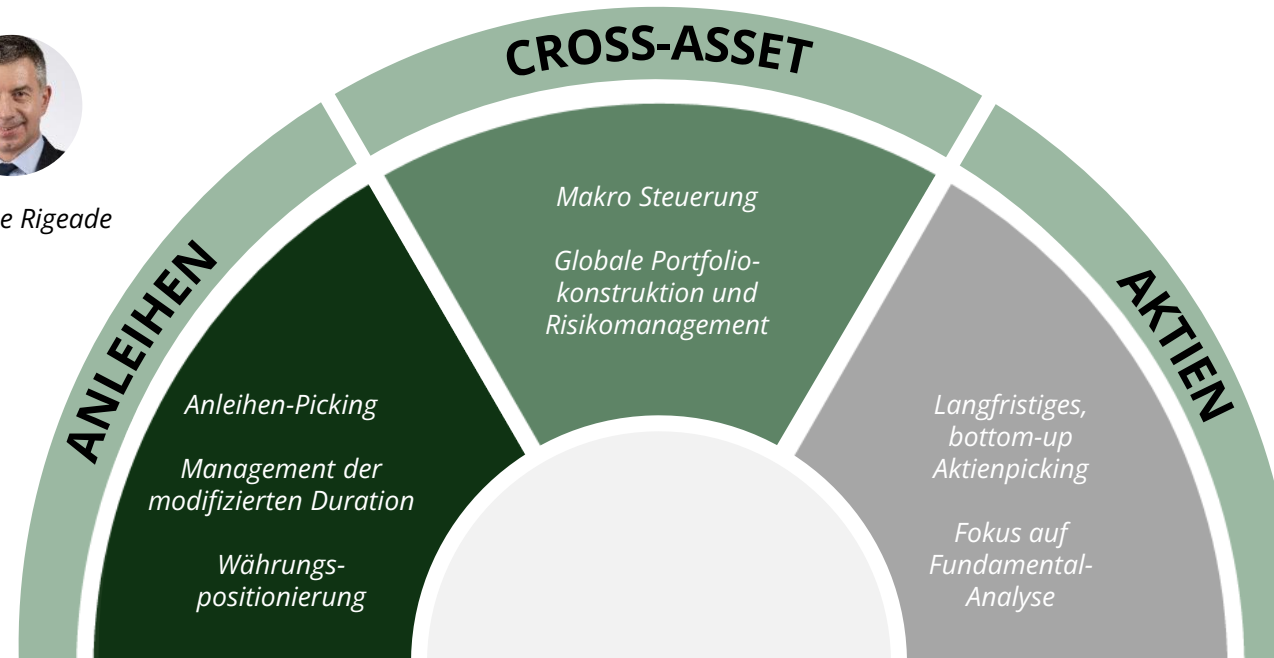 CROSS-ASSET
e Rigeade
ANLEIHEN
Anleihen-Picking
Management der
modifizierten Duration
Währungs-
positionierung
Makro Steuerung
Globale Portfolio-
konstruktion und
Risikomanagement
AKTIEN
Langfristiges,
bottom-up
Aktienpicking
Fokus auf
Fundamental-
Analyse